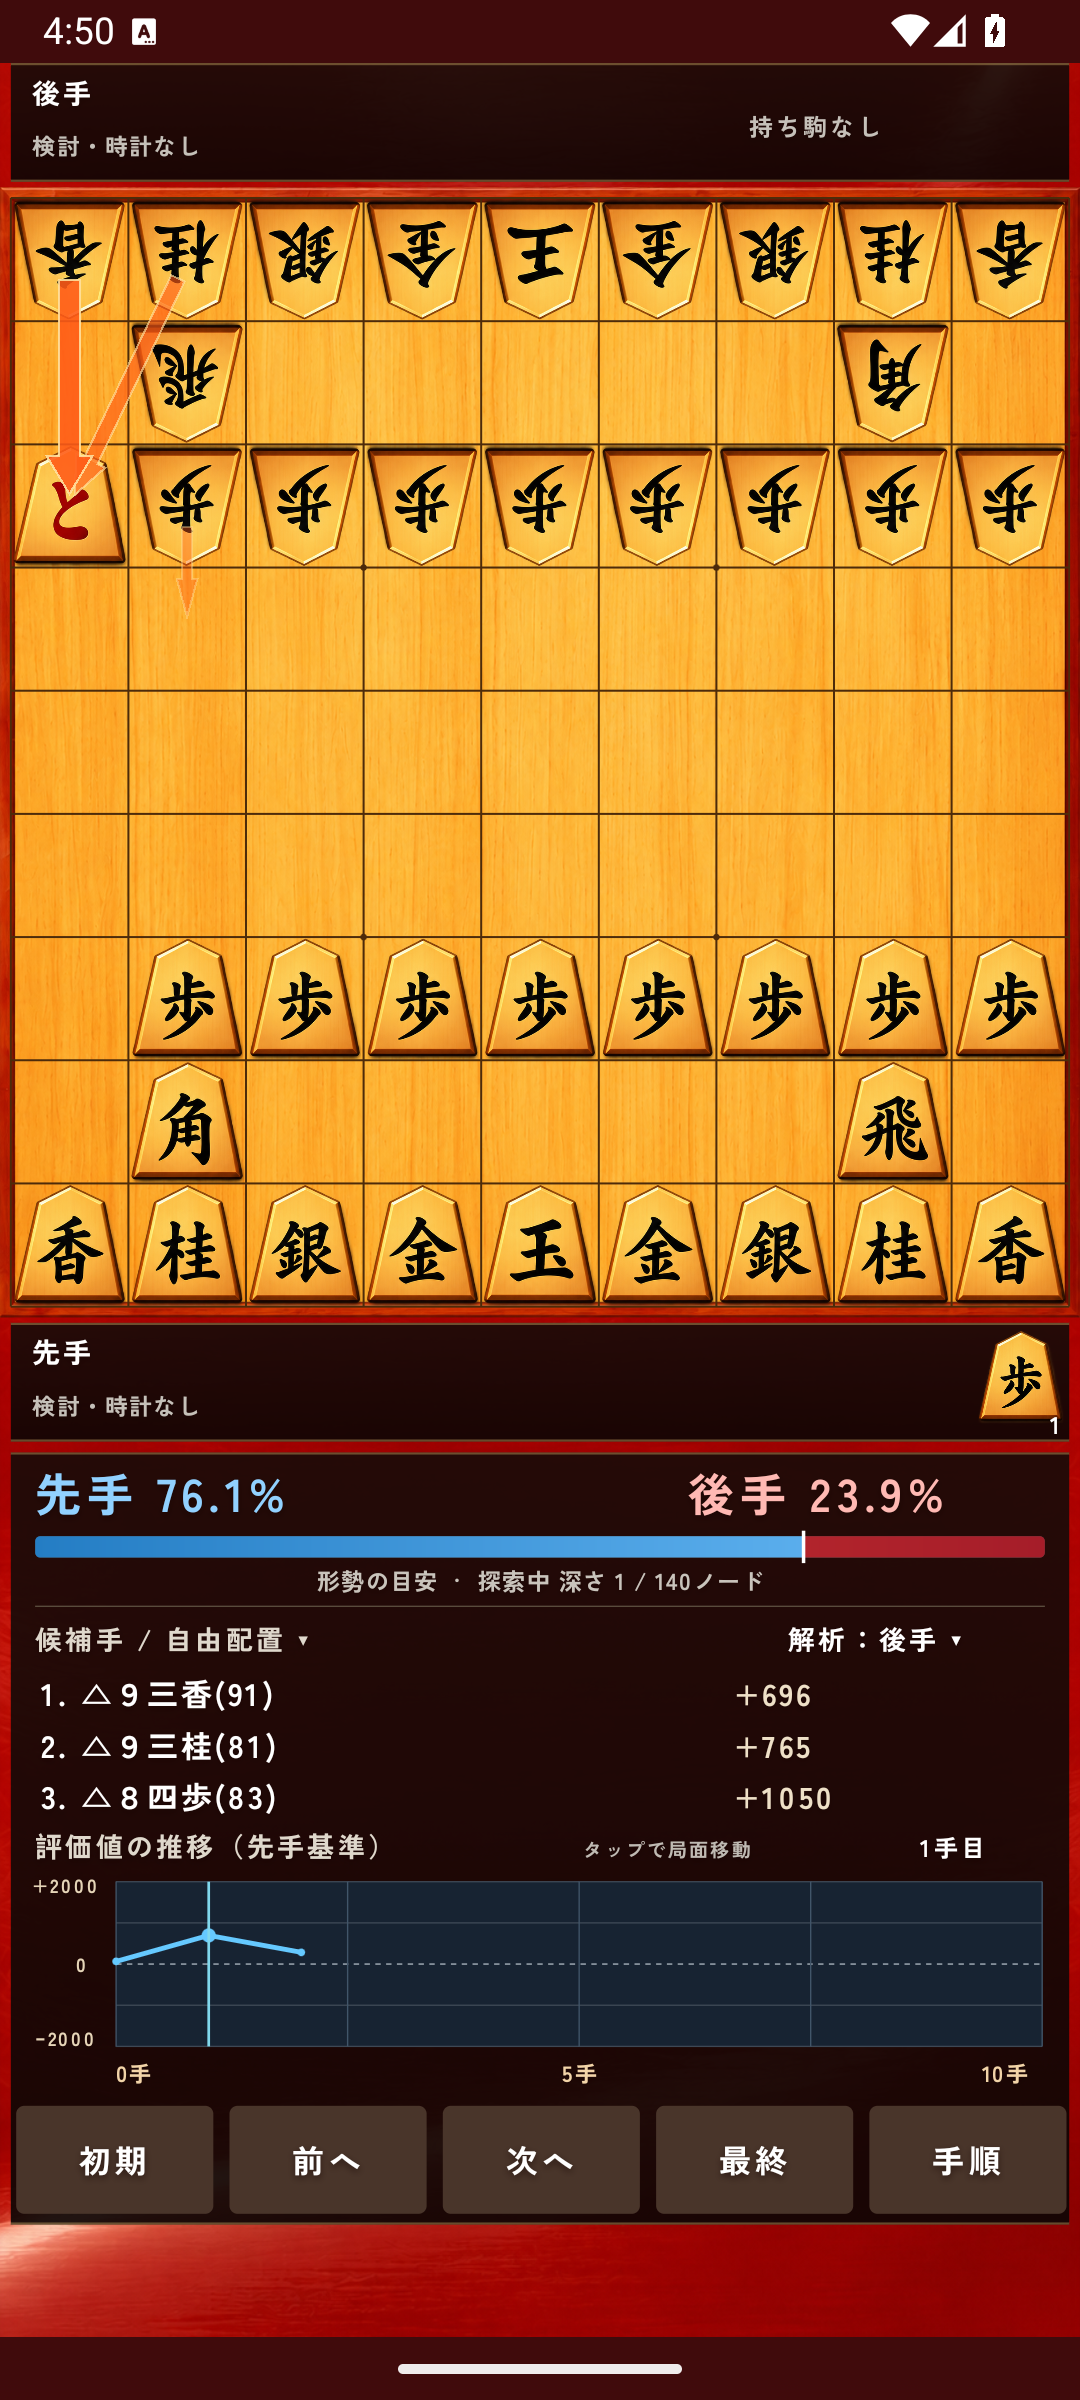 4:50 A
後手
検討・時計なし
持ち駒なし
香 桂 銀 金 王 金 銀 桂 香
飛 角
と 歩 歩 歩 歩 歩 歩 歩 歩
歩 歩 歩 歩 歩 歩 歩 歩
角 飛
香 桂 銀 金 玉 金 銀 桂 香
先手
検討・時計なし
歩
1
先手 76.1% 後手 23.9%
形勢の目安 · 探索中 深さ 1 / 140ノード
候補手 / 自由配置 ▾ 解析：後手 ▾
1. △９三香(91) +696
2. △９三桂(81) +765
3. △８四歩(83) +1050
評価値の推移（先手基準） タップで局面移動 1手目
+2000
0
-2000
0手 5手 10手
初期 前へ 次へ 最終 手順